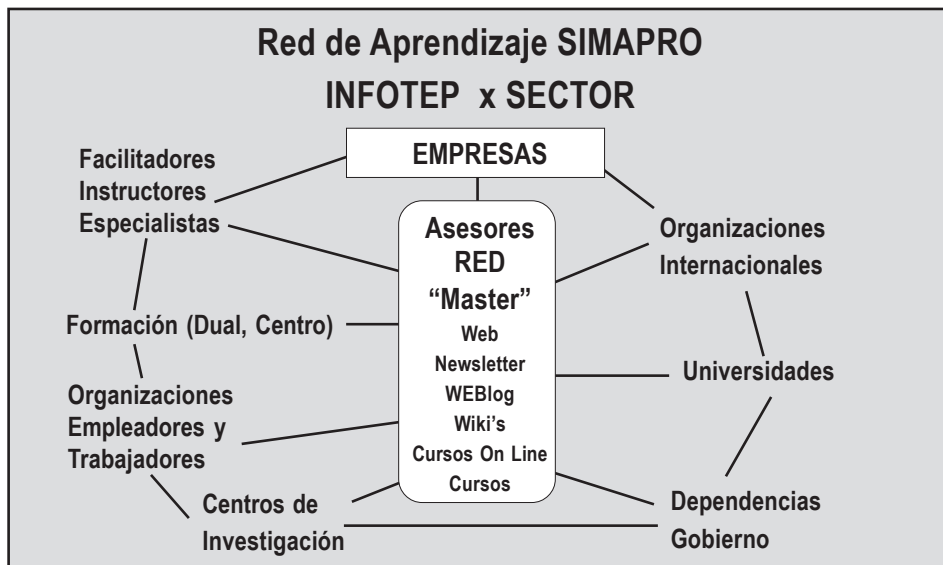 Red de Aprendizaje SIMAPRO
INFOTEP x SECTOR
EMPRESAS
Facilitadores
Instructores
Especialistas
Asesores
RED
“Master”
Web
Newsletter
WEBlog
Wiki’s
Cursos On Line
Cursos
Organizaciones
Internacionales
Formación (Dual, Centro)
Universidades
Organizaciones
Empleadores y
Trabajadores
Centros de
Investigación
Dependencias
Gobierno